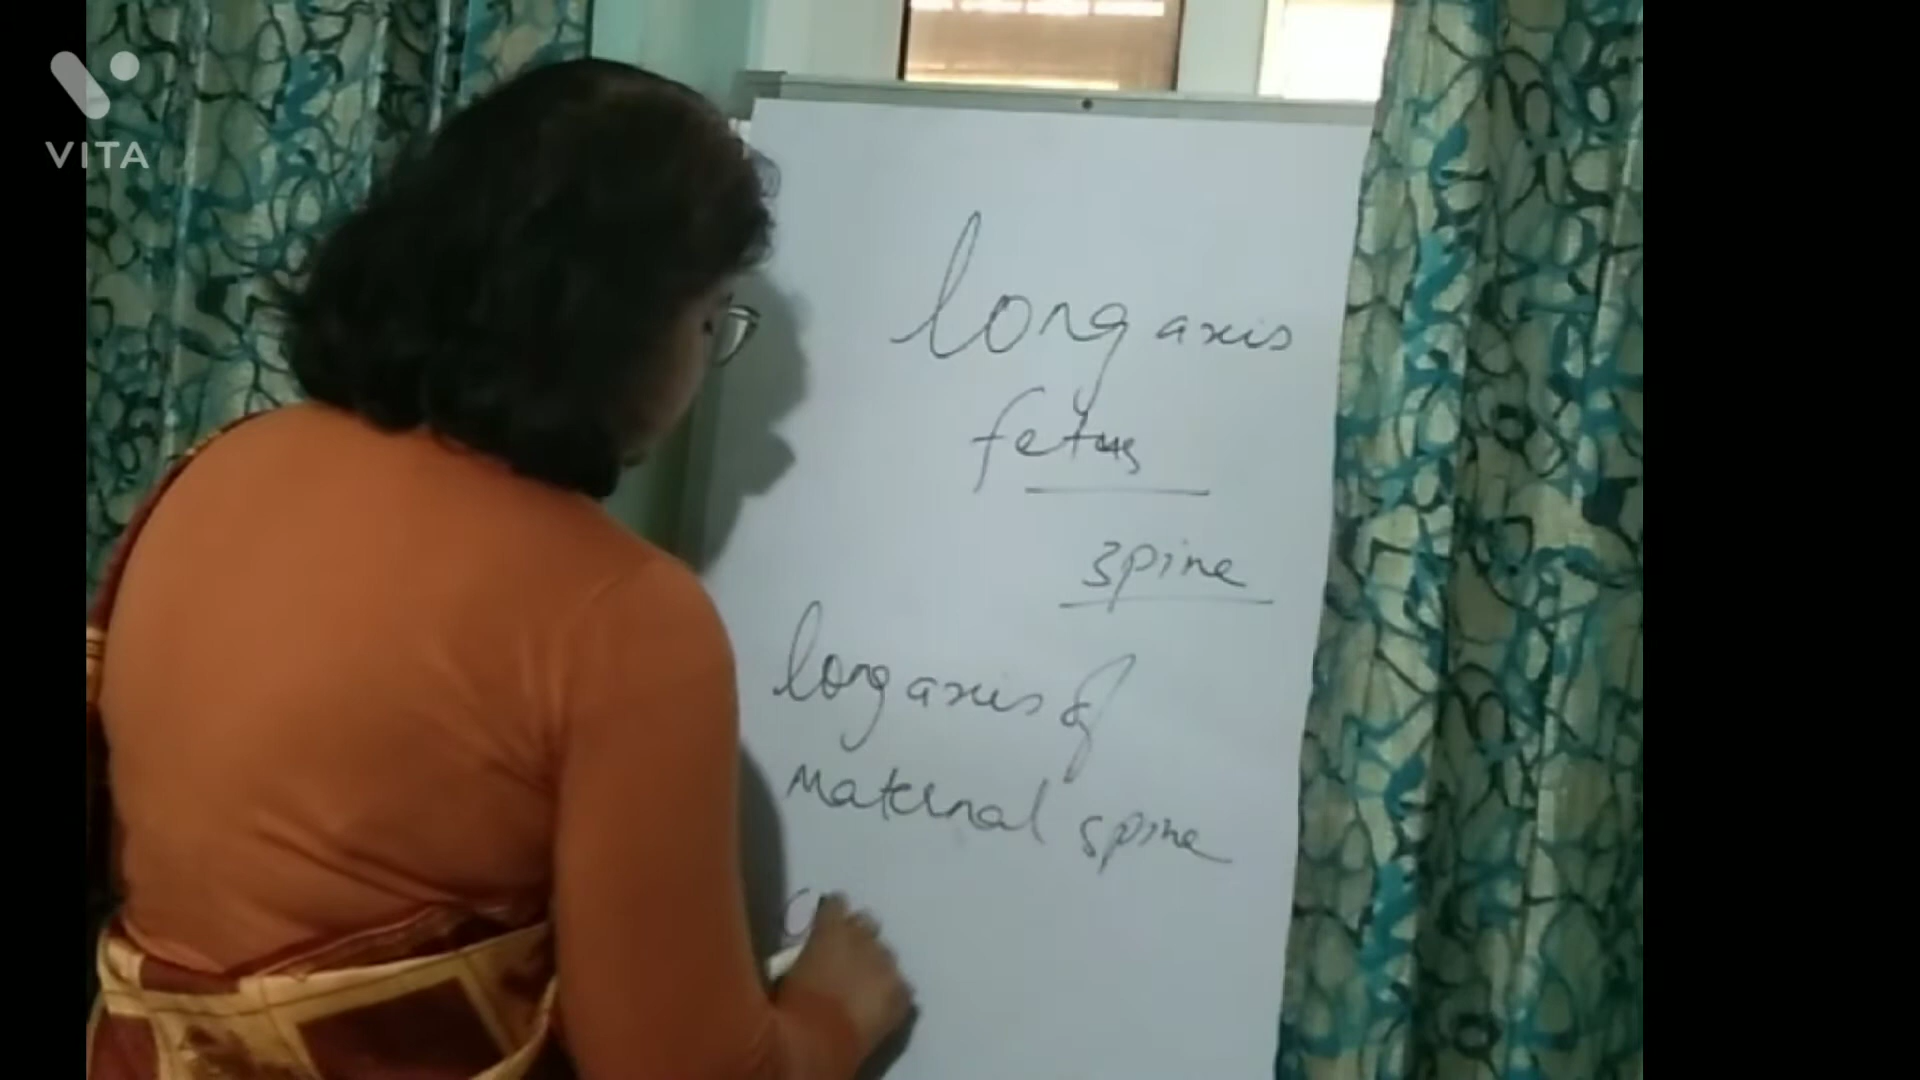 VITA
long axis
fetus
spine
long axis of
maternal spine